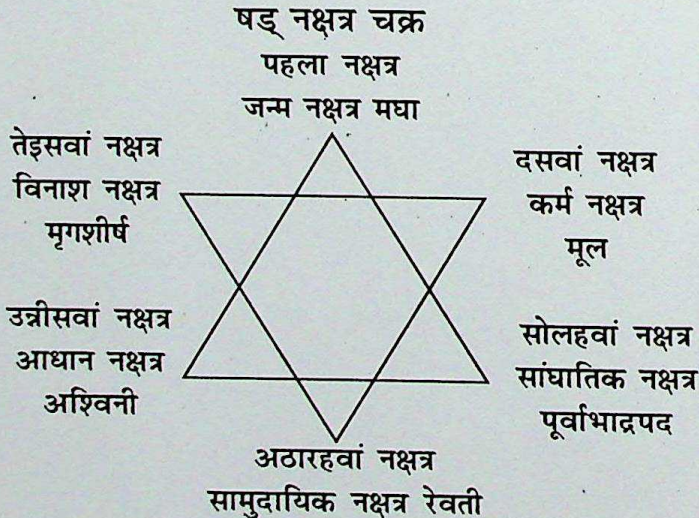 षड् नक्षत्र चक्र
पहला नक्षत्र
जन्म नक्षत्र मघा
तेइसवां नक्षत्र
विनाश नक्षत्र
मृगशीर्ष
दसवां नक्षत्र
कर्म नक्षत्र
मूल
उन्नीसवां नक्षत्र
आधान नक्षत्र
अश्विनी
सोलहवां नक्षत्र
सांघातिक नक्षत्र
पूर्वाभाद्रपद
अठारहवां नक्षत्र
सामुदायिक नक्षत्र रेवती